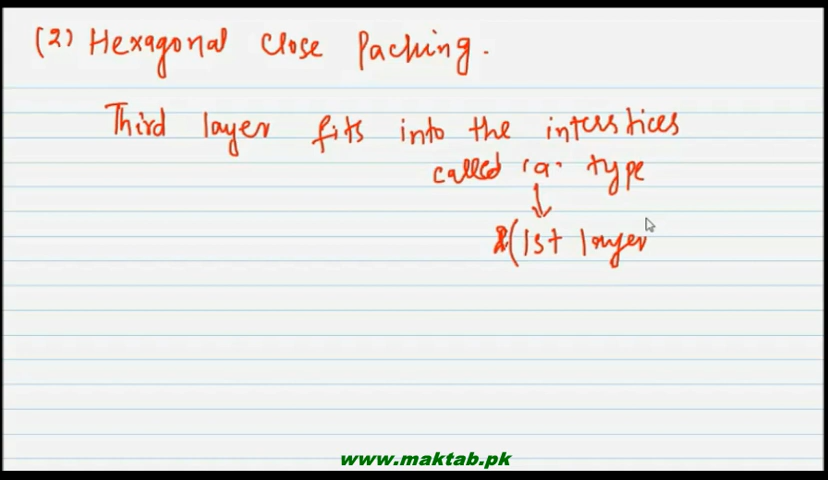 (2) Hexagonal close Packing.
Third layer fits into the interstices
called 'a' type
(1st layer
www.maktab.pk